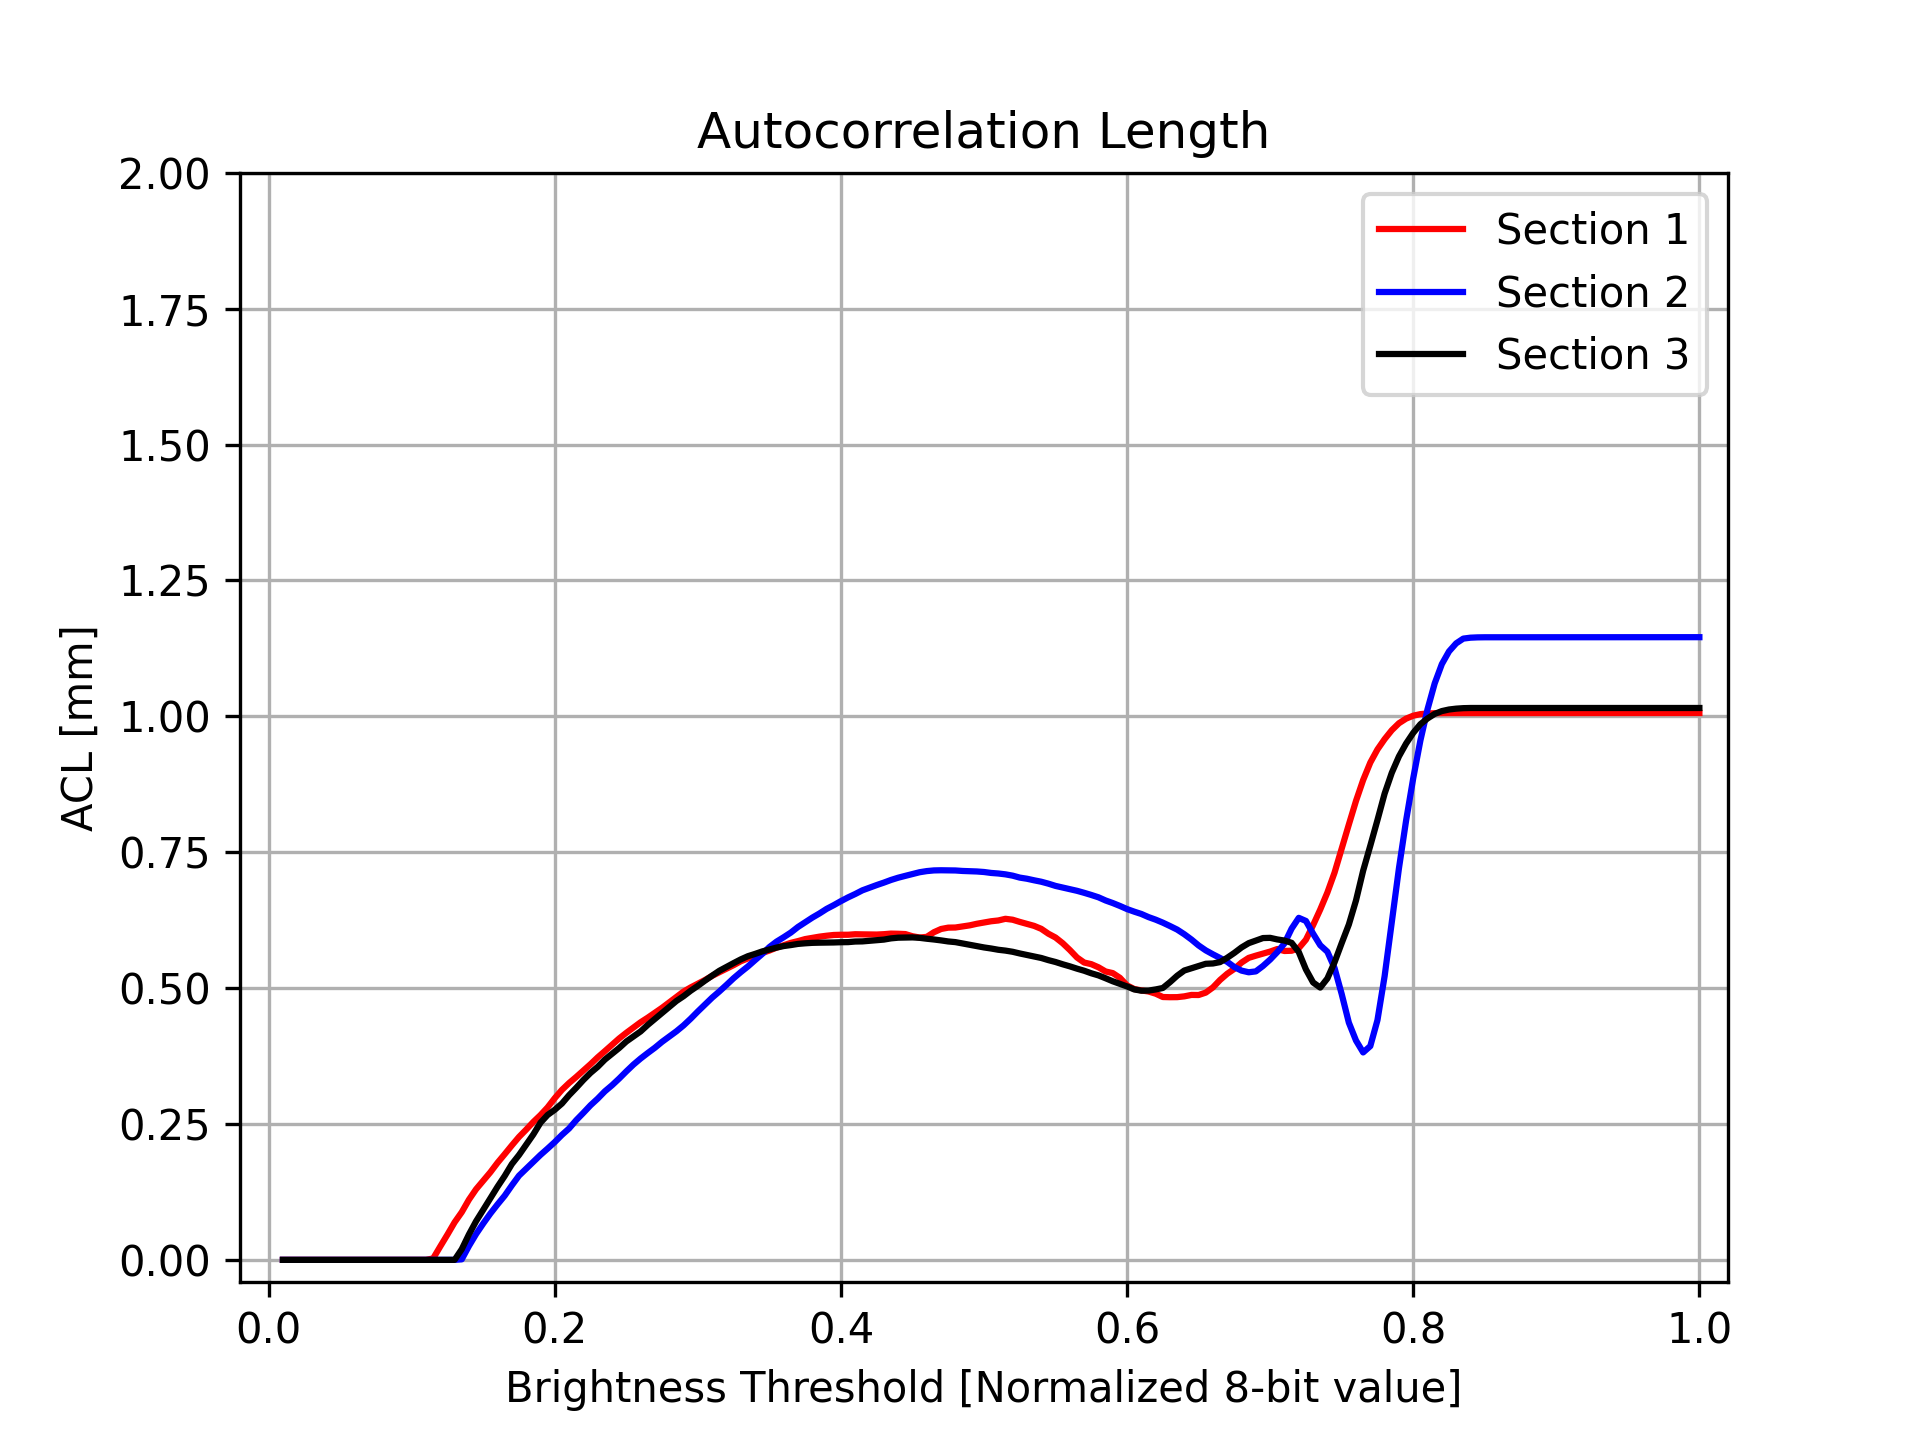 Autocorrelation Length
2.00
1.75
1.50
1.25
1.00
0.75
0.50
0.25
0.00
ACL [mm]
Section 1
Section 2
Section 3
0.0 0.2 0.4 0.6 0.8 1.0
Brightness Threshold [Normalized 8-bit value]